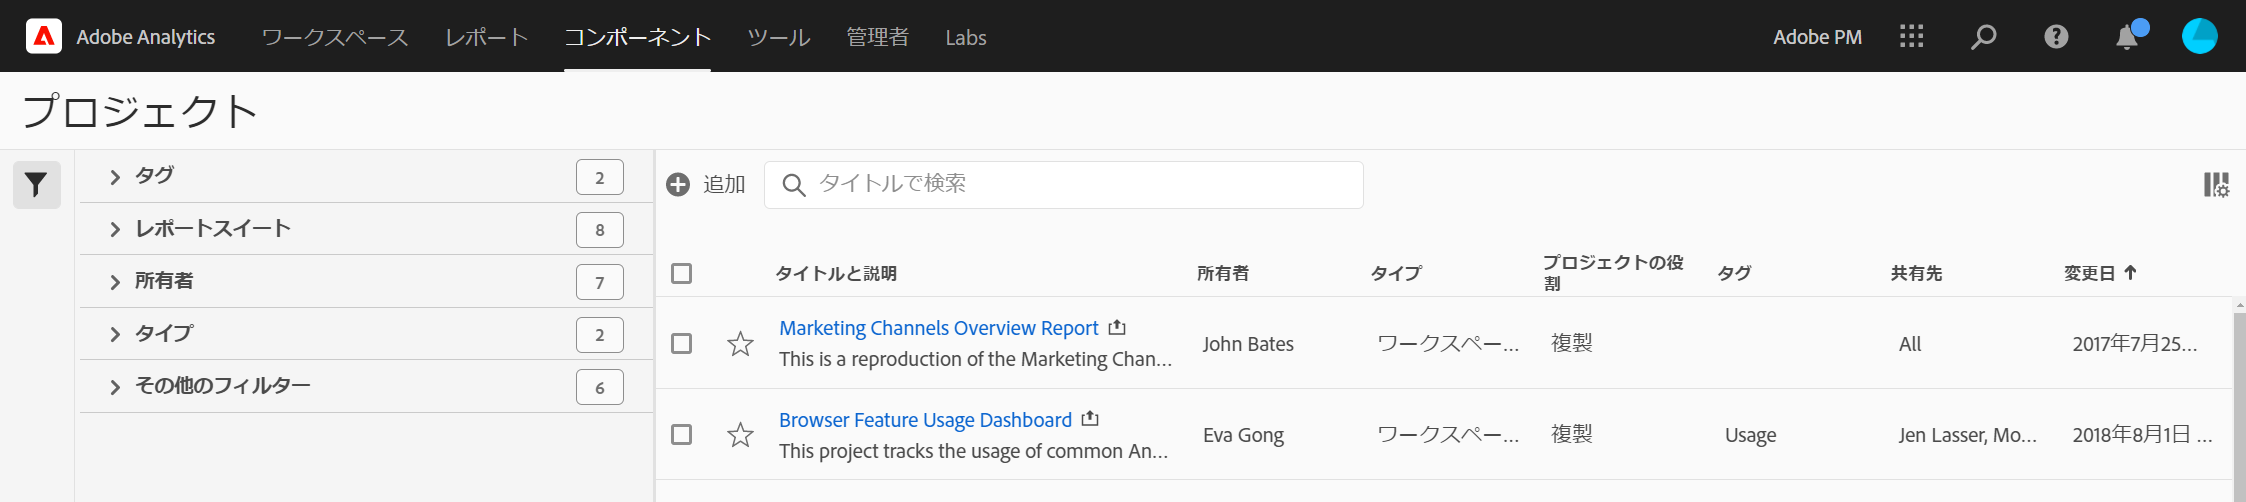 Adobe Analytics ワークスペース レポート コンポーネント ツール 管理者 Labs Adobe PM
プロジェクト
タグ 2
レポートスイート 8
所有者 7
タイプ 2
その他のフィルター 6
追加 タイトルで検索
タイトルと説明 所有者 タイプ プロジェクトの役割 タグ 共有先 変更日
Marketing Channels Overview Report
This is a reproduction of the Marketing Chan...
John Bates ワークスペー... 複製 All 2017年7月25...
Browser Feature Usage Dashboard
This project tracks the usage of common An...
Eva Gong ワークスペー... 複製 Usage Jen Lasser, Mo... 2018年8月1日 ...